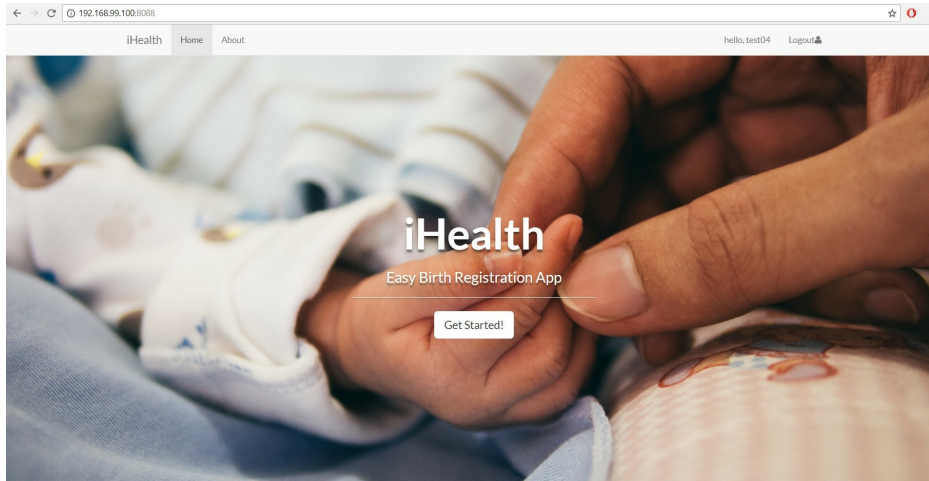 192.168.99.100:8088
iHealth Home About hello, test04 Logout
iHealth
Easy Birth Registration App
Get Started!